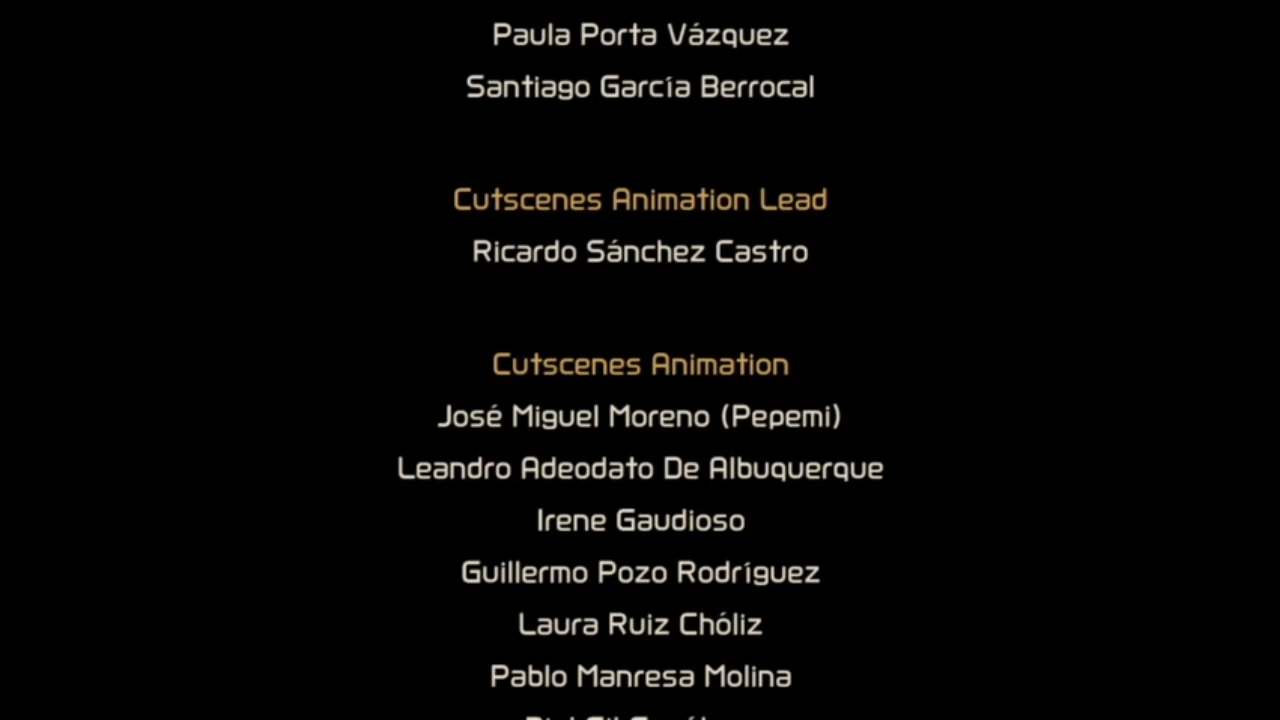 Paula Porta Vázquez
Santiago García Berrocal
Cutscenes Animation Lead
Ricardo Sánchez Castro
Cutscenes Animation
José Miguel Moreno (Pepemi)
Leandro Adeodato De Albuquerque
Irene Gaudioso
Guillermo Pozo Rodríguez
Laura Ruiz Chóliz
Pablo Manresa Molina